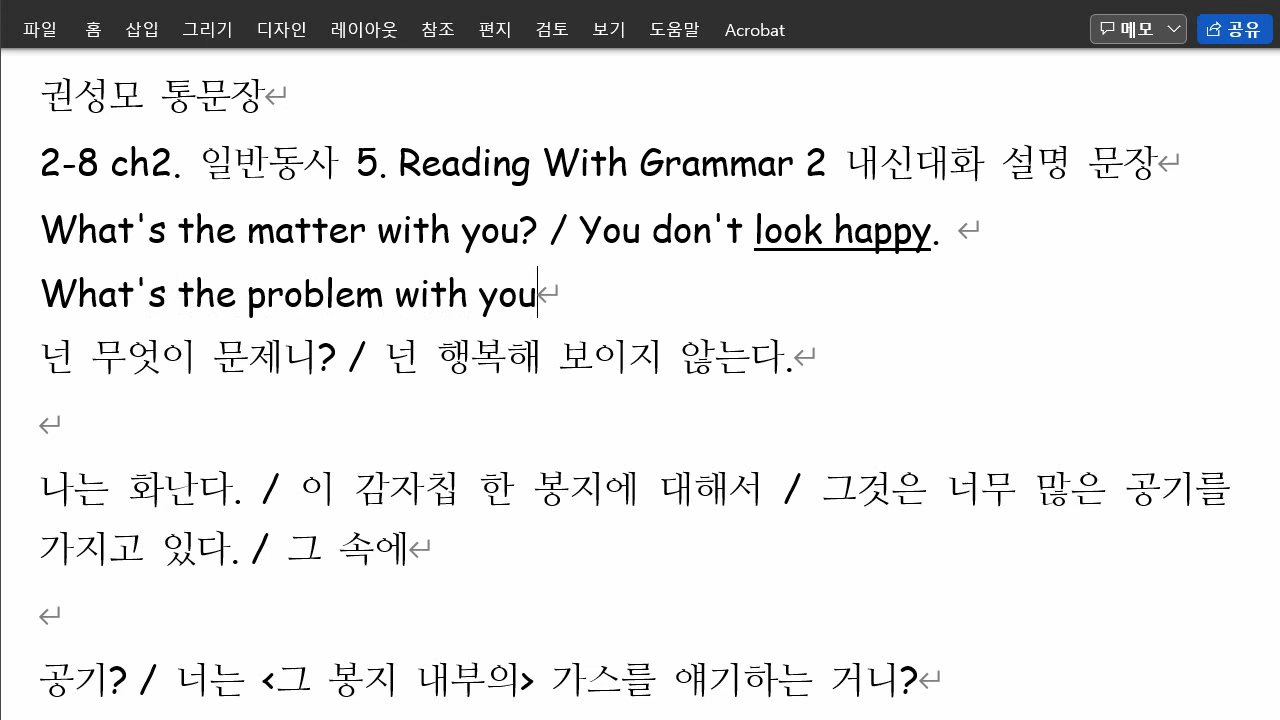 파일 홈 삽입 그리기 디자인 레이아웃 참조 편지 검토 보기 도움말 Acrobat 메모 공유
권성모 통문장
2-8 ch2. 일반동사 5. Reading With Grammar 2 내신대화 설명 문장
What's the matter with you? / You don't look happy.
What's the problem with you
넌 무엇이 문제니? / 넌 행복해 보이지 않는다.
나는 화난다. / 이 감자칩 한 봉지에 대해서 / 그것은 너무 많은 공기를
가지고 있다. / 그 속에
공기? / 너는 <그 봉지 내부의> 가스를 얘기하는 거니?